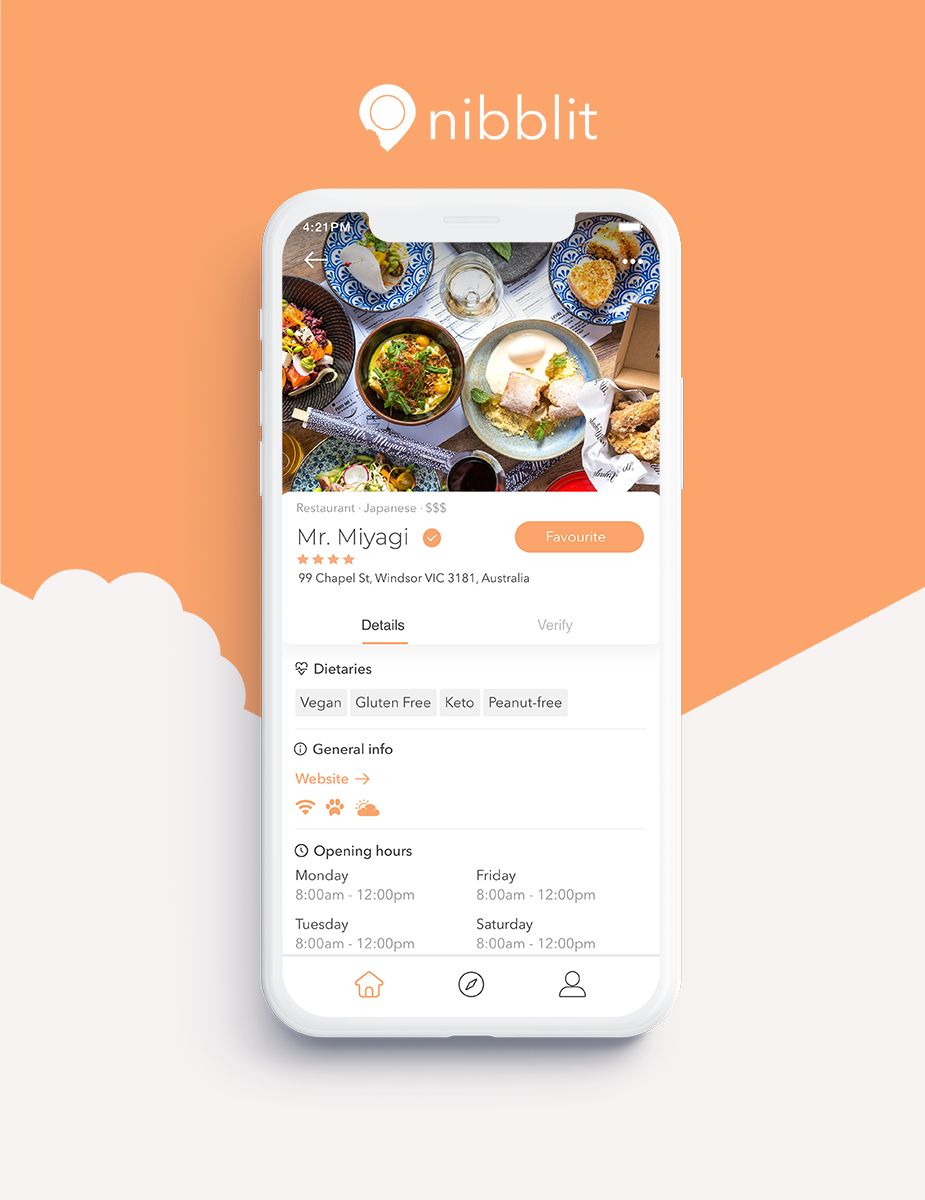 nibblit
4:21PM
Mr. Miyagi
Restaurant · Japanese · $$$
Mr. Miyagi
Favourite
99 Chapel St, Windsor VIC 3181, Australia
Details
Verify
Dietaries
Vegan
Gluten Free
Keto
Peanut-free
General info
Website →
Opening hours
Monday
Friday
8:00am - 12:00pm
8:00am - 12:00pm
Tuesday
Saturday
8:00am - 12:00pm
8:00am - 12:00pm